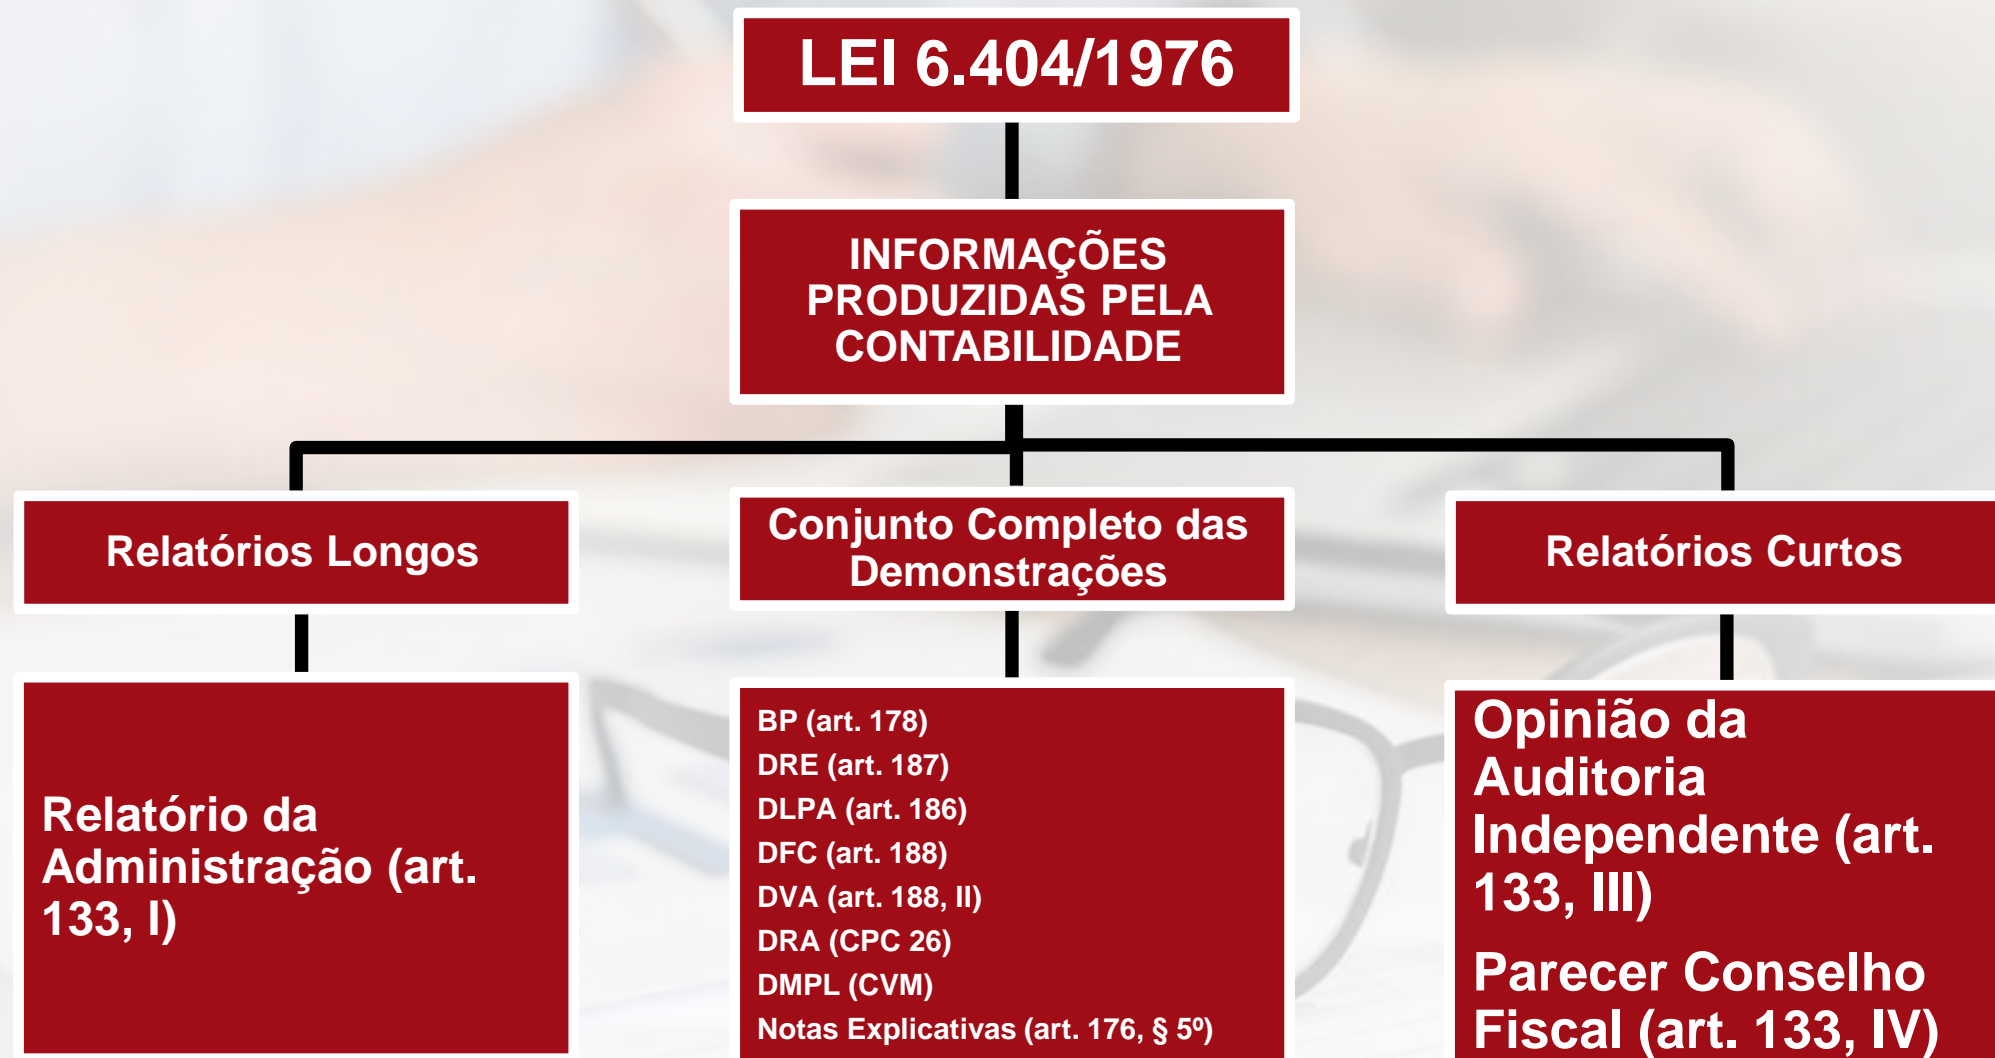 LEI 6.404/1976
INFORMAÇÕES
PRODUZIDAS PELA
CONTABILIDADE
Relatórios Longos
Conjunto Completo das
Demonstrações
Relatórios Curtos
Relatório da
Administração (art.
133, I)
BP (art. 178)
DRE (art. 187)
DLPA (art. 186)
DFC (art. 188)
DVA (art. 188, II)
DRA (CPC 26)
DMPL (CVM)
Notas Explicativas (art. 176, § 5º)
Opinião da
Auditoria
Independente (art.
133, III)
Parecer Conselho
Fiscal (art. 133, IV)